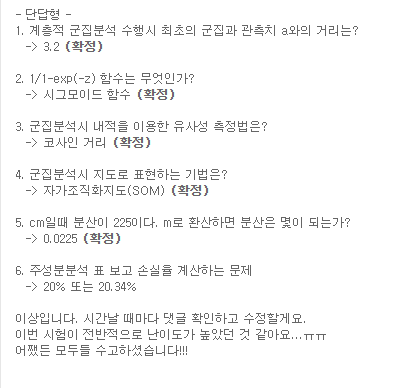 - 단답형 -
1. 계층적 군집분석 수행시 최초의 군집과 관측치 a와의 거리는?
-> 3.2 (확정)
2. 1/1-exp(-z) 함수는 무엇인가?
-> 시그모이드 함수 (확정)
3. 군집분석시 내적을 이용한 유사성 측정법은?
-> 코사인 거리 (확정)
4. 군집분석시 지도로 표현하는 기법은?
-> 자가조직화지도(SOM) (확정)
5. cm일때 분산이 225이다. m로 환산하면 분산은 몇이 되는가?
-> 0.0225 (확정)
6. 주성분분석 표 보고 손실율 계산하는 문제
-> 20% 또는 20.34%
이상입니다. 시간날 때마다 댓글 확인하고 수정할게요.
이번 시험이 전반적으로 난이도가 높았던 것 같아요...ㅠㅠ
어쨌든 모두들 수고하셨습니다!!!